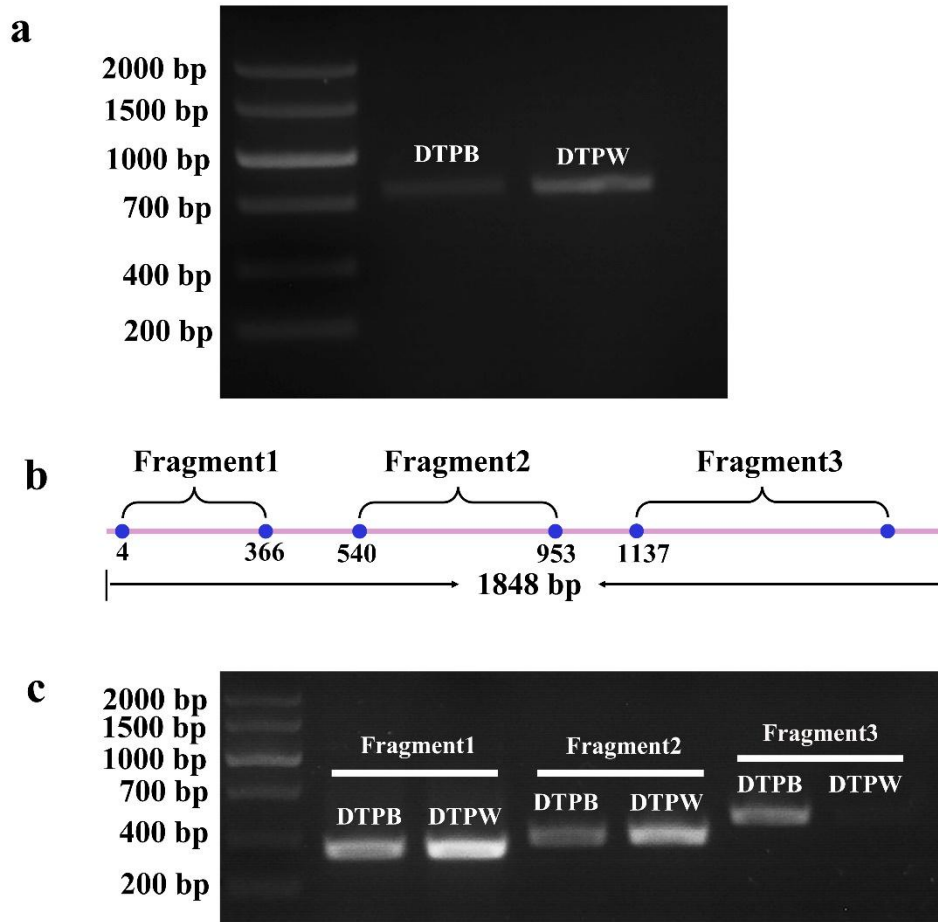 a
2000 bp
1500 bp
1000 bp
700 bp
400 bp
200 bp
DTPB DTPW
b
Fragment1 Fragment2 Fragment3
4 366 540 953 1137
1848 bp
c
2000 bp
1500 bp
1000 bp
700 bp
400 bp
200 bp
Fragment1 Fragment2 Fragment3
DTPB DTPW DTPB DTPW DTPB DTPW